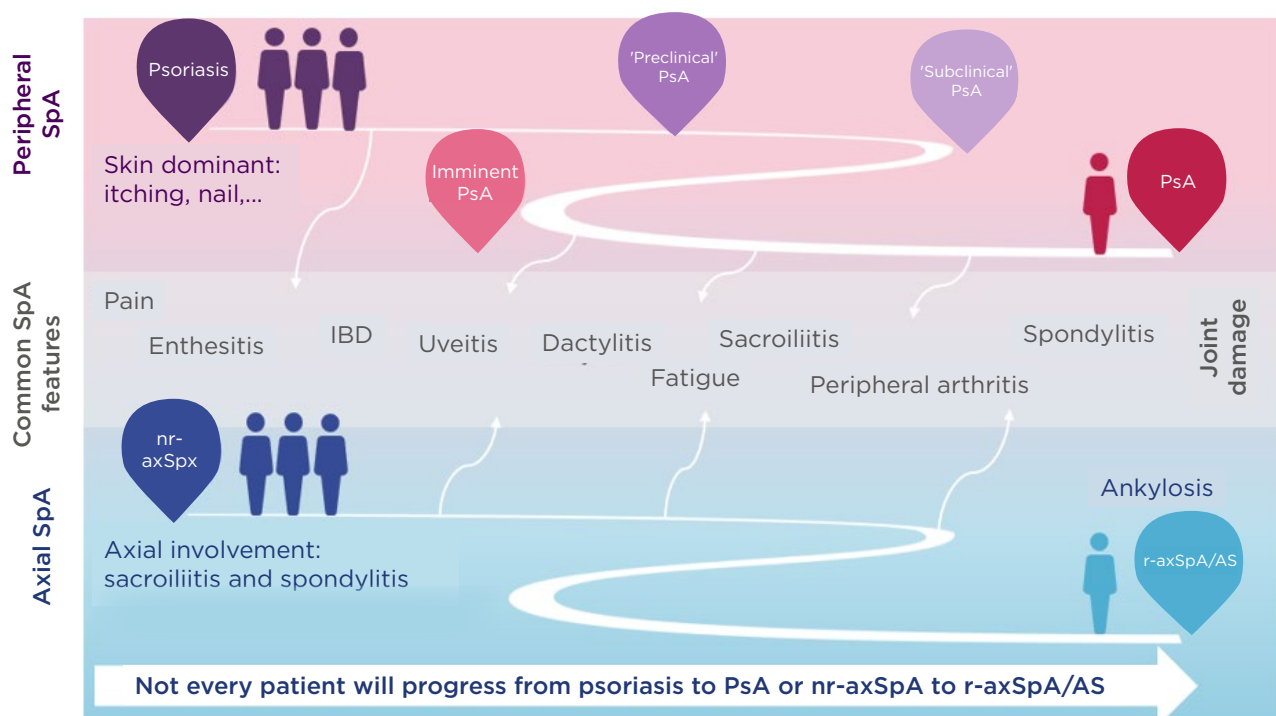 Peripheral
SpA
Psoriasis
'Preclinical'
PsA
'Subclinical'
PsA
Skin dominant:
itching, nail,...
Imminent
PsA
PsA
Common SpA
features
Pain
Enthesitis
IBD
Uveitis
Dactylitis
Sacroiliitis
Spondylitis
Fatigue
Peripheral arthritis
Joint
damage
Axial SpA
nr-
axSpx
Axial involvement:
sacroiliitis and spondylitis
Ankylosis
r-axSpA/AS
Not every patient will progress from psoriasis to PsA or nr-axSpA to r-axSpA/AS